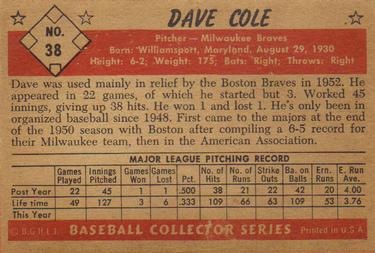 DAVE COLE
NO.
38
Pitcher — Milwaukee Braves
Born: Williamsport, Maryland, August 29, 1930
Height: 6-2; Weight: 175; Bats: Right; Throws: Right
Dave was used mainly in relief by the Boston Braves in 1952. He
appeared in 22 games, of which he started but 3. Worked 45
innings, giving up 38 hits. He won 1 and lost 1. He's only been in
organized baseball since 1948. First came to the majors at the end
of the 1950 season with Boston after compiling a 6-5 record for
their Milwaukee team, then in the American Association.
MAJOR LEAGUE PITCHING RECORD
Games Played Innings Pitched Games Won Games Lost Pct. No. of Hits No. of Runs Strike Outs Ba. on Balls Ern. Runs E. Run Ave.
Past Year 22 45 1 1 .500 38 21 22 42 20 4.00
Life time 49 127 3 6 .333 109 66 63 109 53 3.76
This Year
© B.G.H.L.I. BASEBALL COLLECTOR SERIES Printed in U.S.A